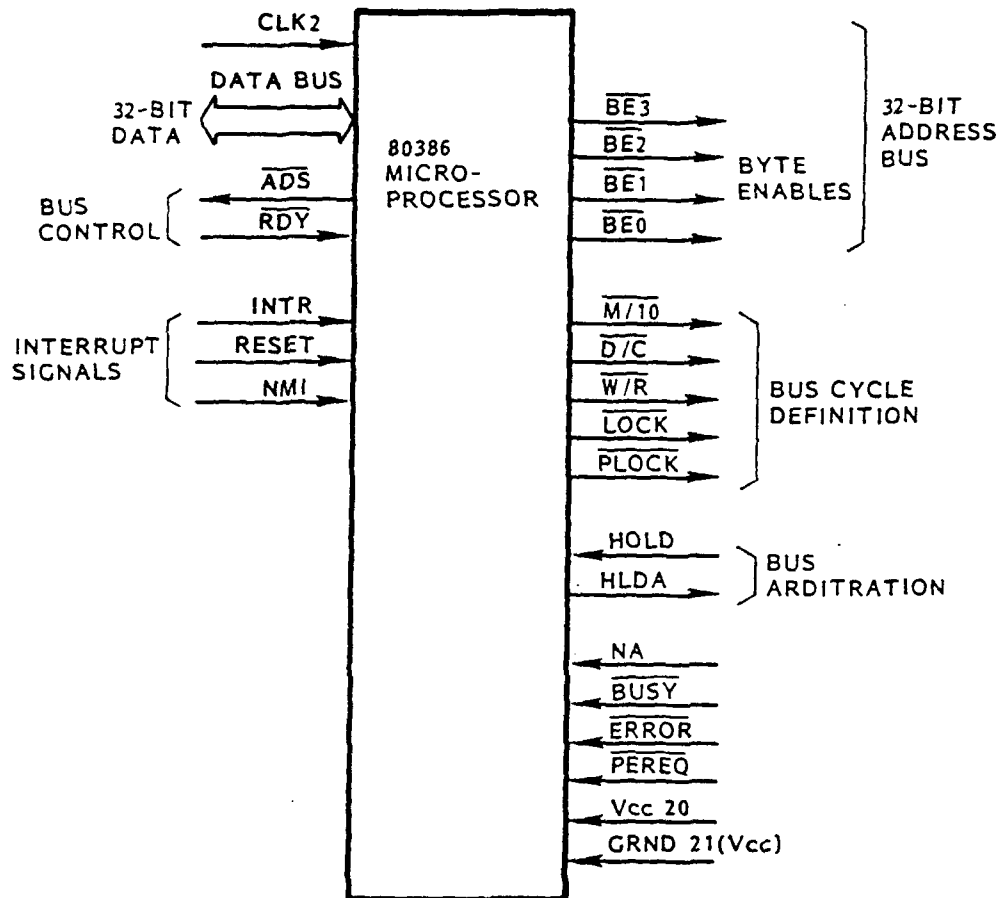 CLK2
DATA BUS
32-BIT
DATA
ADS
RDY
BUS
CONTROL
INTR
RESET
NMI
INTERRUPT
SIGNALS
80386
MICRO-
PROCESSOR
BE3
BE2
BE1
BE0
BYTE
ENABLES
32-BIT
ADDRESS
BUS
M/10
D/C
W/R
LOCK
PLOCK
BUS CYCLE
DEFINITION
HOLD
HLDA
BUS
ARDITRATION
NA
BUSY
ERROR
PEREQ
Vcc 20
GRND 21(Vcc)